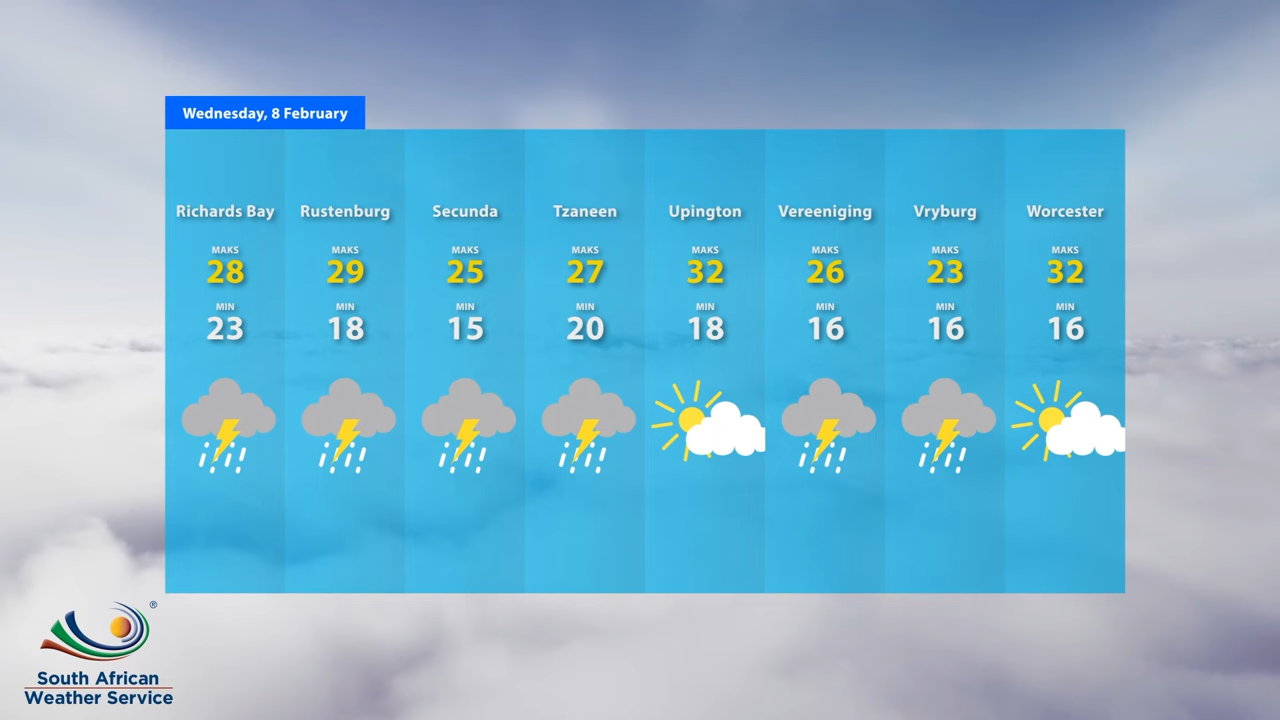 Wednesday, 8 February
Richards Bay Rustenburg Secunda Tzaneen Upington Vereeniging Vryburg Worcester
MAKS MAKS MAKS MAKS MAKS MAKS MAKS MAKS
28 29 25 27 32 26 23 32
MIN MIN MIN MIN MIN MIN MIN MIN
23 18 15 20 18 16 16 16
®
South African
Weather Service